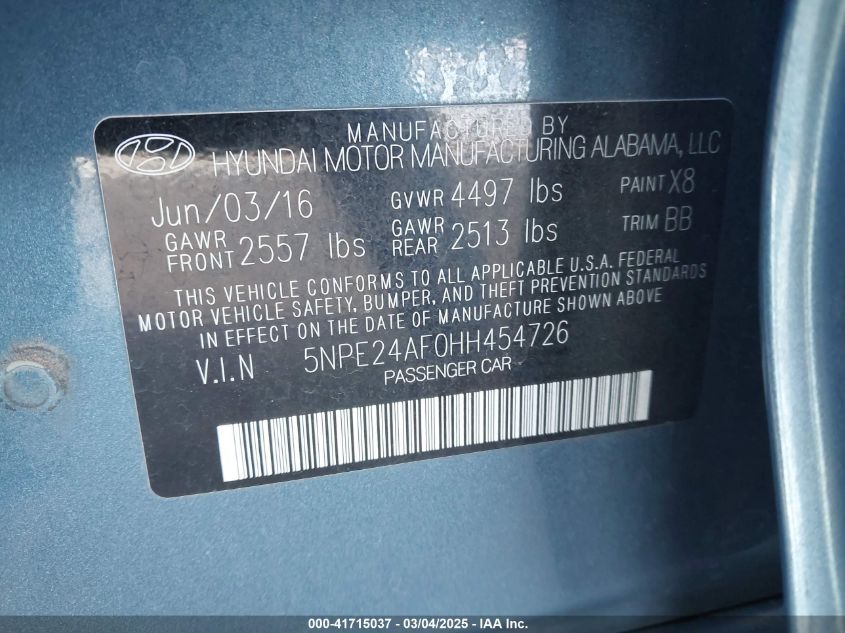 MANUFACTURED BY
HYUNDAI MOTOR MANUFACTURING ALABAMA, LLC
Jun/03/16 GVWR 4497 lbs PAINT X8
GAWR FRONT 2557 lbs GAWR REAR 2513 lbs TRIM BB
THIS VEHICLE CONFORMS TO ALL APPLICABLE U.S.A. FEDERAL
MOTOR VEHICLE SAFETY, BUMPER, AND THEFT PREVENTION STANDARDS
IN EFFECT ON THE DATE OF MANUFACTURE SHOWN ABOVE
V.I.N 5NPE24AF0HH454726
PASSENGER CAR
000-41715037 - 03/04/2025 - IAA Inc.